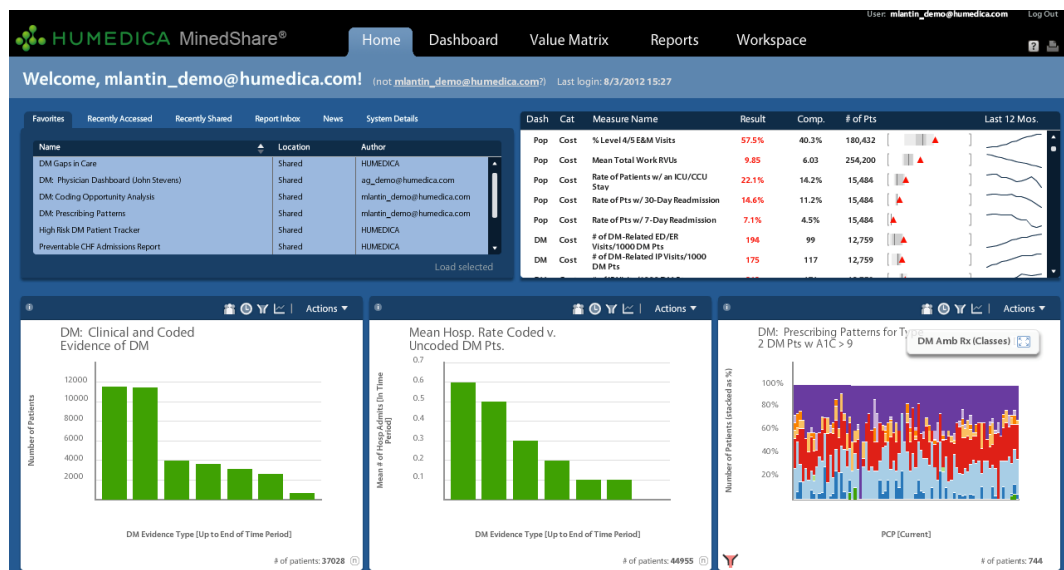 User: mlantin_demo@humedica.com Log Out
HUMEDICA MinedShare®
Home Dashboard Value Matrix Reports Workspace
?
Welcome, mlantin_demo@humedica.com! (not mlantin_demo@humedica.com?) Last login: 8/3/2012 15:27
Favorites Recently Accessed Recently Shared Report Inbox News System Details
Name Location Author
DM Gaps in Care Shared HUMEDICA
DM: Physician Dashboard (John Stevens) Shared ag_demo@humedica.com
DM: Coding Opportunity Analysis Shared mlantin_demo@humedica.com
DM: Prescribing Patterns Shared mlantin_demo@humedica.com
High Risk DM Patient Tracker Shared HUMEDICA
Preventable CHF Admissions Report Shared HUMEDICA
Load selected
Dash Cat Measure Name Result Comp. # of Pts Last 12 Mos.
Pop Cost % Level 4/5 E&M Visits 57.5% 40.3% 180,432
Pop Cost Mean Total Work RVUs 9.85 6.03 254,200
Pop Cost Rate of Patients w/ an ICU/CCU Stay 22.1% 14.2% 15,484
Pop Cost Rate of Pts w/ 30-Day Readmission 14.6% 11.2% 15,484
Pop Cost Rate of Pts w/ 7-Day Readmission 7.1% 4.5% 15,484
DM Cost # of DM-Related ED/ER Visits/1000 DM Pts 194 99 12,759
DM Cost # of DM-Related IP Visits/1000 DM Pts 175 117 12,759
Actions
DM: Clinical and Coded
Evidence of DM
Number of Patients
12000
10000
8000
6000
4000
2000
DM Evidence Type [Up to End of Time Period]
# of patients: 37028 n
Actions
Mean Hosp. Rate Coded v.
Uncoded DM Pts.
Mean # of Hosp Admits [In Time Period]
0.7
0.6
0.5
0.4
0.3
0.2
0.1
DM Evidence Type [Up to End of Time Period]
# of patients: 44955 n
Actions
DM: Prescribing Patterns for Type
2 DM Pts w A1C > 9
DM Amb Rx (Classes)
Number of Patients (stacked as %)
100%
80%
60%
40%
20%
PCP [Current]
# of patients: 744